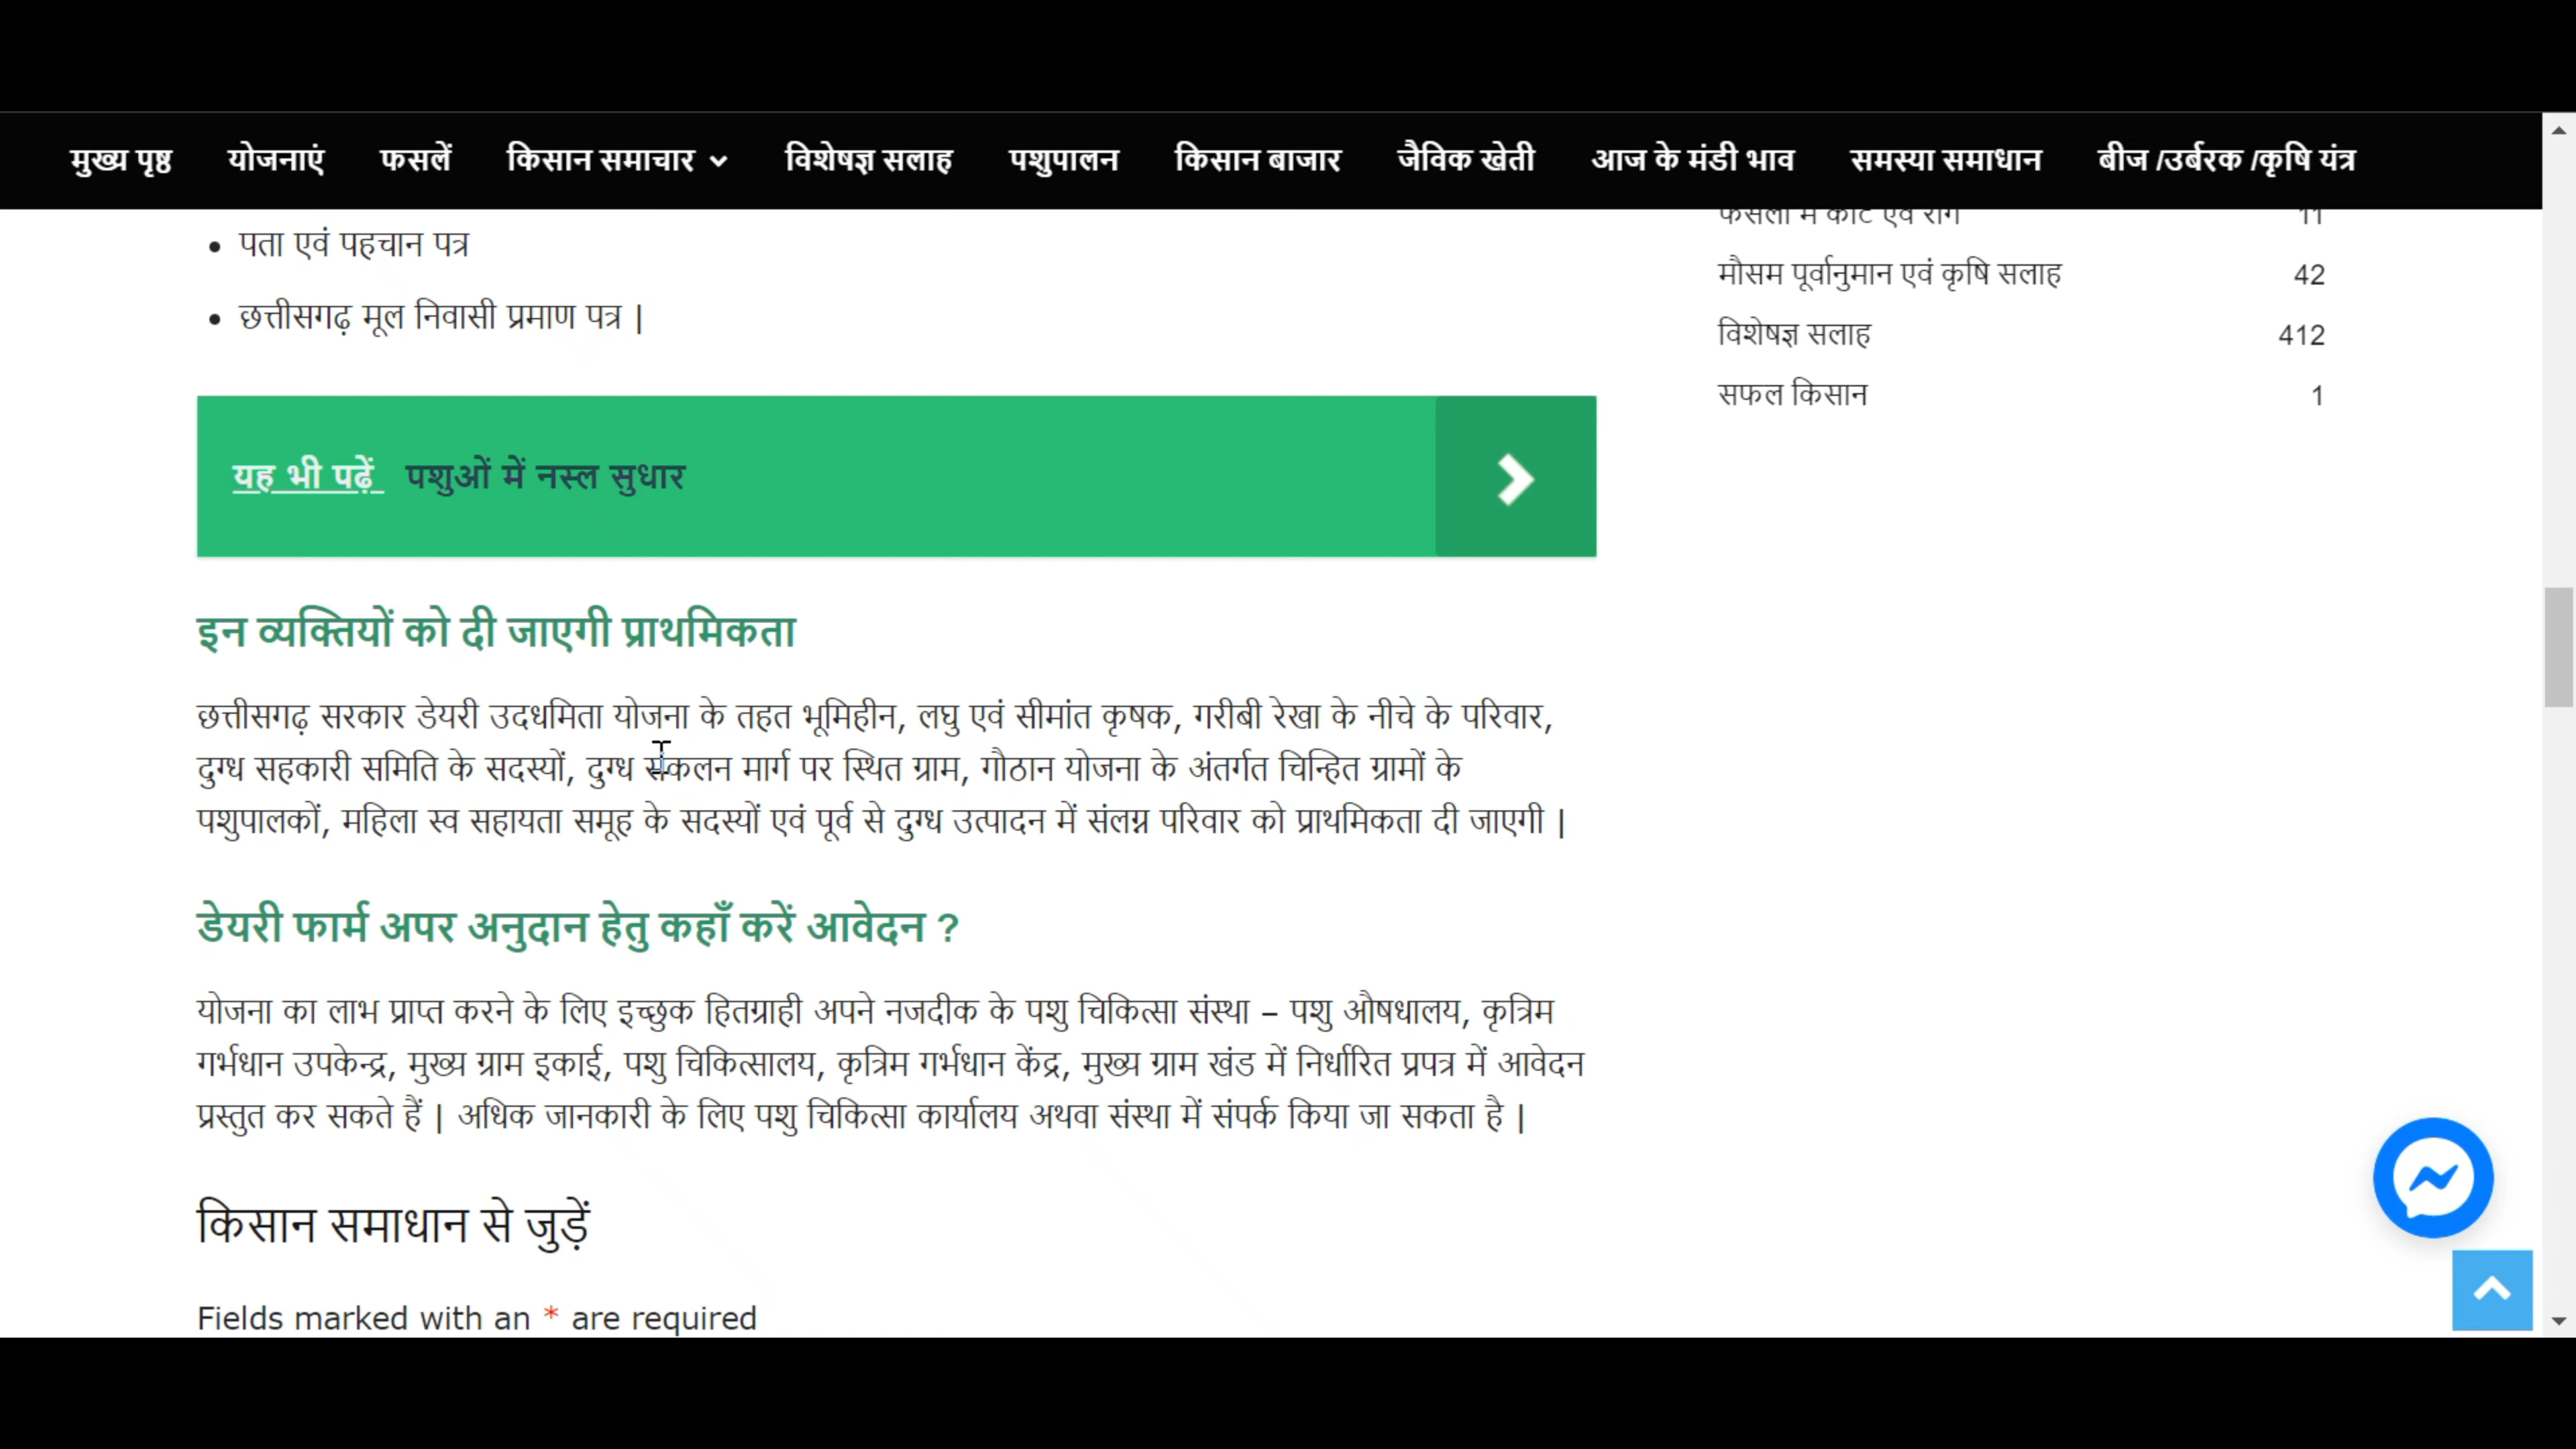 मुख्य पृष्ठ योजनाएं फसलें किसान समाचार विशेषज्ञ सलाह पशुपालन किसान बाजार जैविक खेती आज के मंडी भाव समस्या समाधान बीज /उर्बरक /कृषि यंत्र
पता एवं पहचान पत्र
छत्तीसगढ़ मूल निवासी प्रमाण पत्र |
यह भी पढ़ें पशुओं में नस्ल सुधार
इन व्यक्तियों को दी जाएगी प्राथमिकता
छत्तीसगढ़ सरकार डेयरी उदधमिता योजना के तहत भूमिहीन, लघु एवं सीमांत कृषक, गरीबी रेखा के नीचे के परिवार,
दुग्ध सहकारी समिति के सदस्यों, दुग्ध संकलन मार्ग पर स्थित ग्राम, गौठान योजना के अंतर्गत चिन्हित ग्रामों के
पशुपालकों, महिला स्व सहायता समूह के सदस्यों एवं पूर्व से दुग्ध उत्पादन में संलग्न परिवार को प्राथमिकता दी जाएगी |
डेयरी फार्म अपर अनुदान हेतु कहाँ करें आवेदन ?
योजना का लाभ प्राप्त करने के लिए इच्छुक हितग्राही अपने नजदीक के पशु चिकित्सा संस्था – पशु औषधालय, कृत्रिम
गर्भधान उपकेन्द्र, मुख्य ग्राम इकाई, पशु चिकित्सालय, कृत्रिम गर्भधान केंद्र, मुख्य ग्राम खंड में निर्धारित प्रपत्र में आवेदन
प्रस्तुत कर सकते हैं | अधिक जानकारी के लिए पशु चिकित्सा कार्यालय अथवा संस्था में संपर्क किया जा सकता है |
किसान समाधान से जुड़ें
Fields marked with an * are required
फसलों में कीट एवं रोग 11
मौसम पूर्वानुमान एवं कृषि सलाह 42
विशेषज्ञ सलाह 412
सफल किसान 1